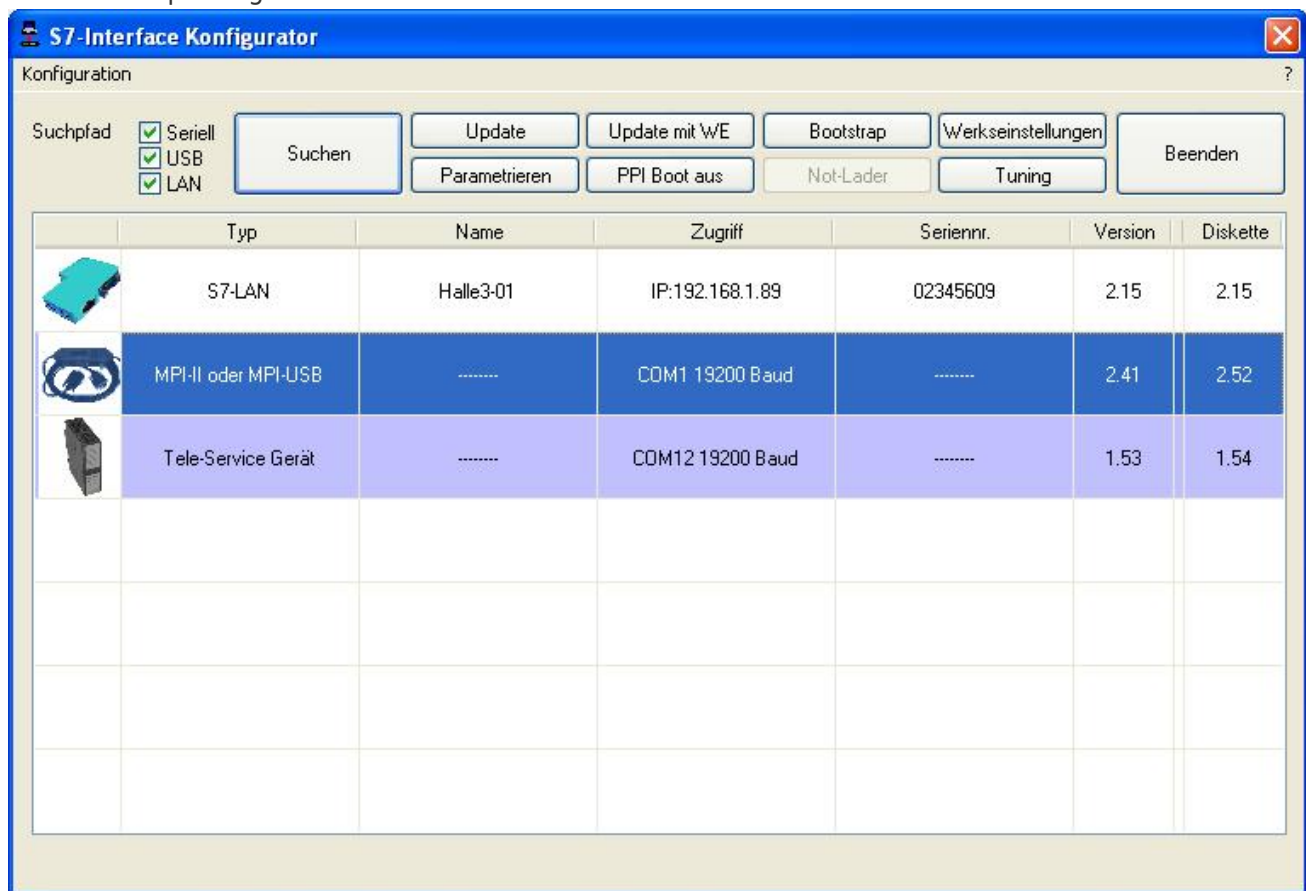 S7-Interface Konfigurator
Konfiguration ?
Suchpfad
Seriell
USB
LAN
Suchen
Update
Update mit WE
Bootstrap
Werkseinstellungen
Beenden
Parametrieren
PPI Boot aus
Not-Lader
Tuning
Typ Name Zugriff Seriennr. Version Diskette
S7-LAN Halle3-01 IP:192.168.1.89 02345609 2.15 2.15
MPI-II oder MPI-USB -------- COM1 19200 Baud -------- 2.41 2.52
Tele-Service Gerät -------- COM12 19200 Baud -------- 1.53 1.54